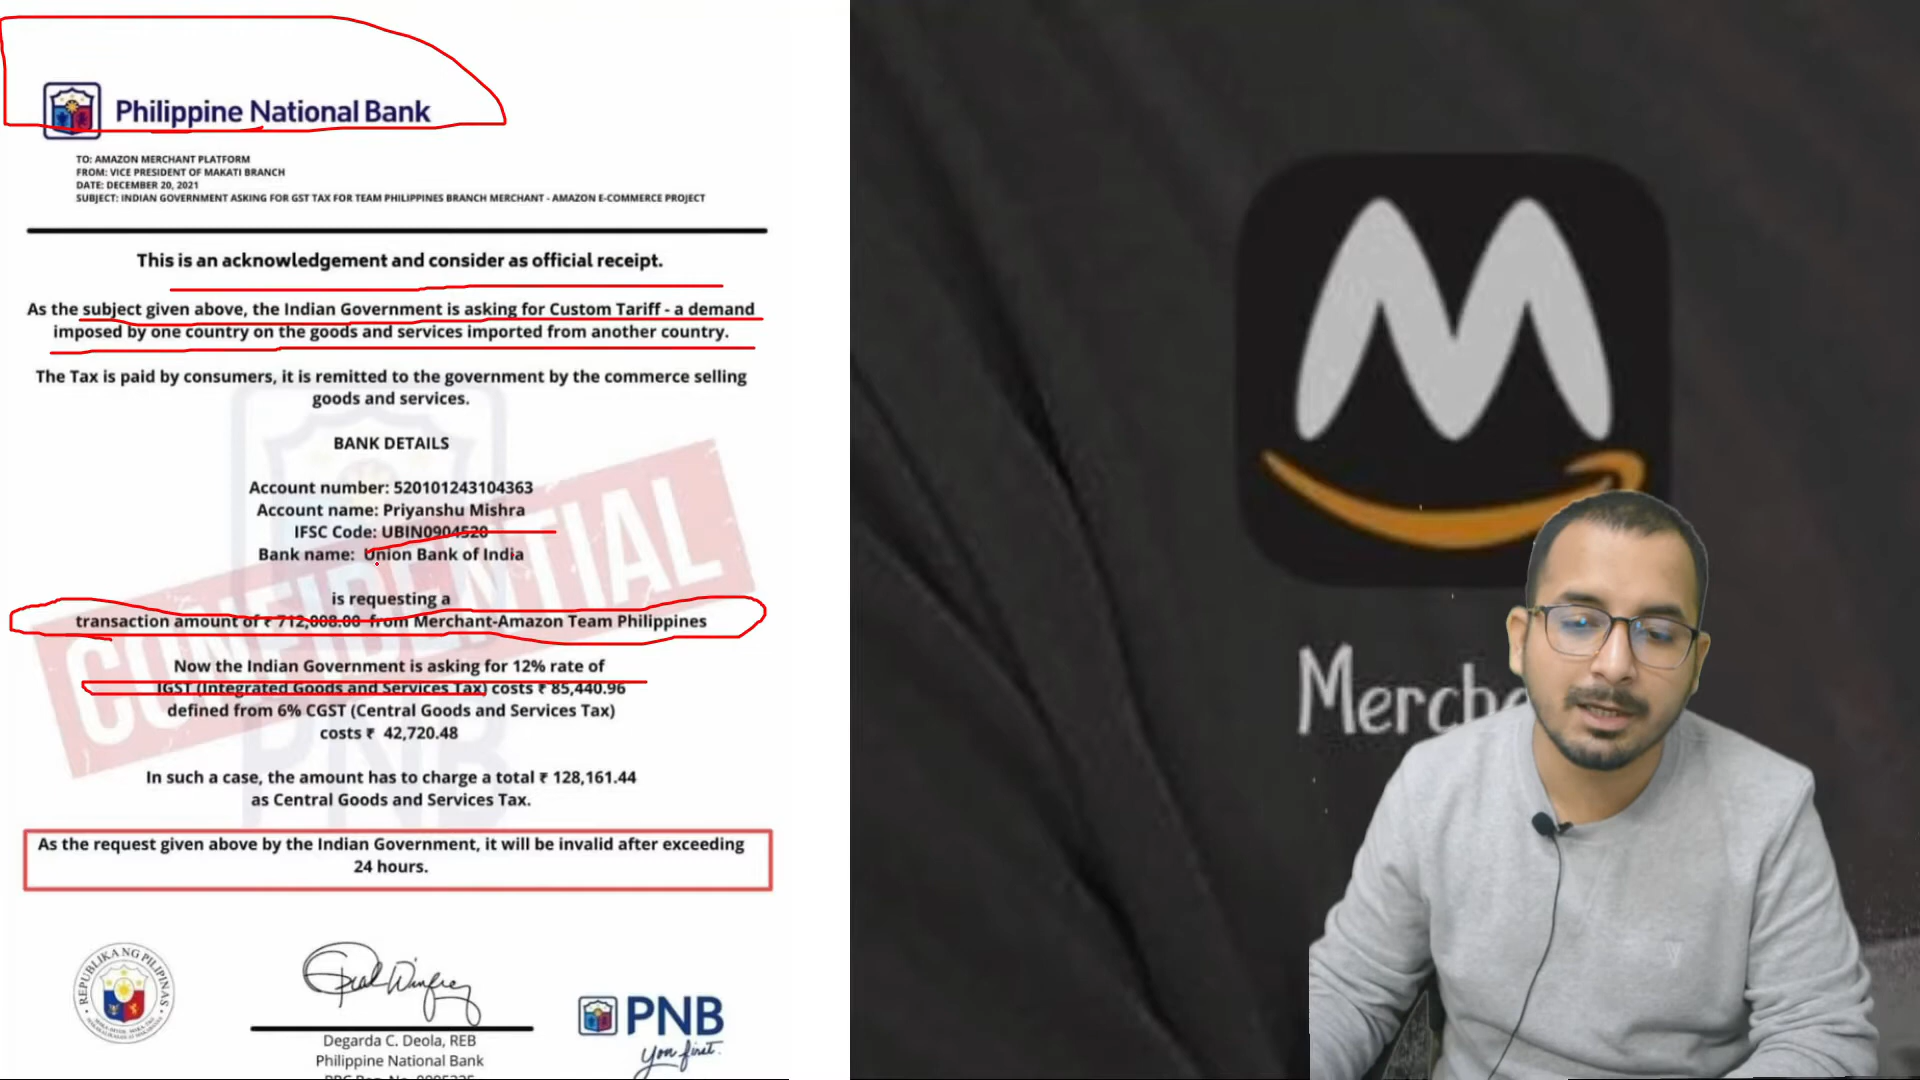 Philippine National Bank
TO: AMAZON MERCHANT PLATFORM
FROM: VICE PRESIDENT OF MAKATI BRANCH
DATE: DECEMBER 20, 2021
SUBJECT: INDIAN GOVERNMENT ASKING FOR GST TAX FOR TEAM PHILIPPINES BRANCH MERCHANT - AMAZON E-COMMERCE PROJECT
This is an acknowledgement and consider as official receipt.
As the subject given above, the Indian Government is asking for Custom Tariff - a demand
imposed by one country on the goods and services imported from another country.
The Tax is paid by consumers, it is remitted to the government by the commerce selling
goods and services.
BANK DETAILS
Account number: 520101243104363
Account name: Priyanshu Mishra
IFSC Code: UBIN0904520
Bank name: Union Bank of India
is requesting a
transaction amount of ₹ 712,008.00 from Merchant-Amazon Team Philippines
Now the Indian Government is asking for 12% rate of
IGST (Integrated Goods and Services Tax) costs ₹ 85,440.96
defined from 6% CGST (Central Goods and Services Tax)
costs ₹ 42,720.48
In such a case, the amount has to charge a total ₹ 128,161.44
as Central Goods and Services Tax.
As the request given above by the Indian Government, it will be invalid after exceeding
24 hours.
CONFIDENTIAL
PNB
REPUBLIKA NG PILIPINAS
Degarda C. Deola, REB
Philippine National Bank
PNB
you first.
M